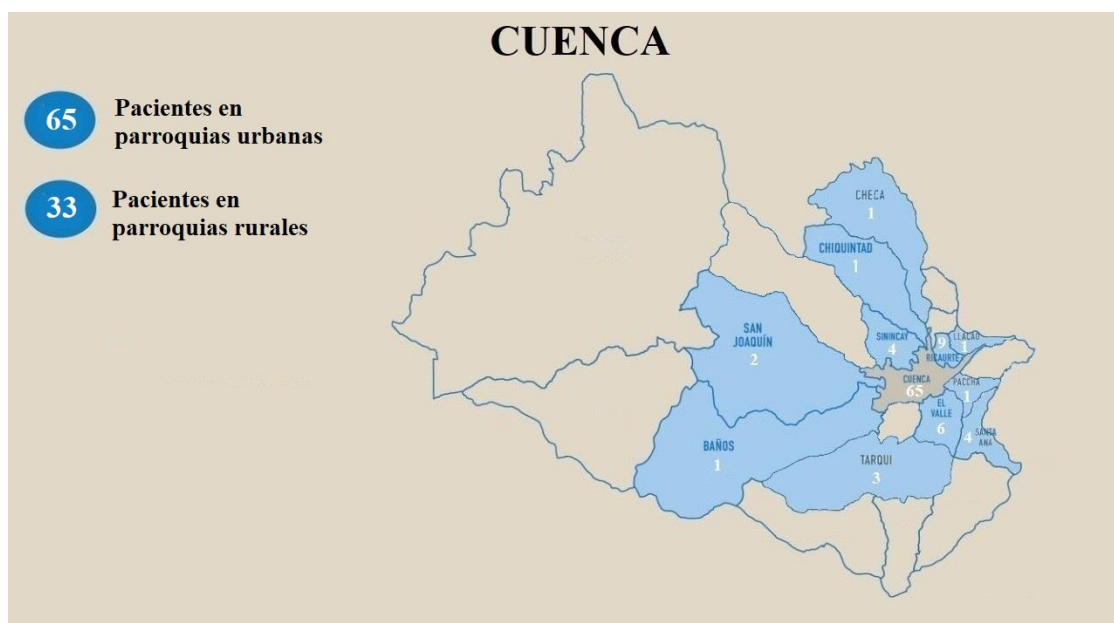 CUENCA
65
Pacientes en
parroquias urbanas
33
Pacientes en
parroquias rurales
CHECA
1
CHIQUINTAD
1
SAN
JOAQUÍN
2
SININCAY
4
9
RICAURTE
LLACAO
1
CUENCA
65
PACCHA
1
EL
VALLE
6
4
SANTA
ANA
BAÑOS
1
TARQUI
3